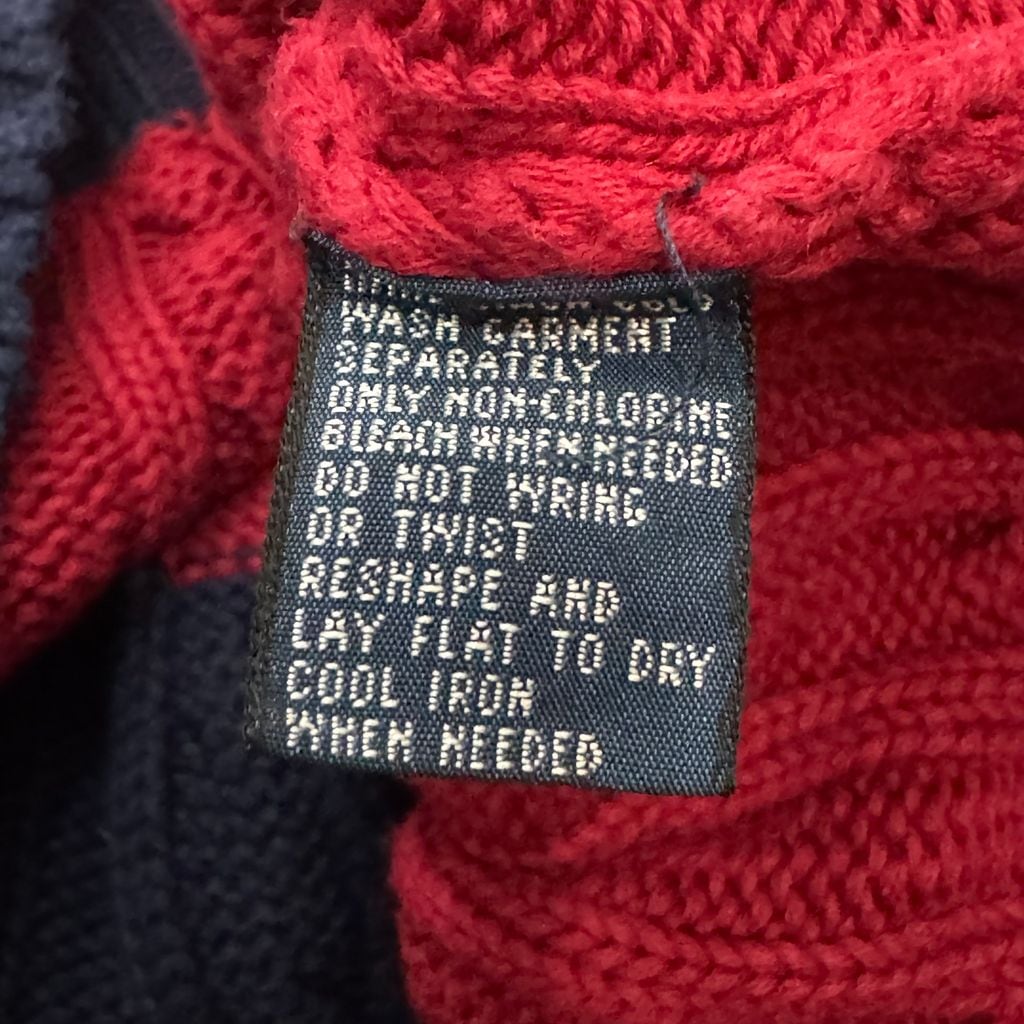 WASH GARMENT
SEPARATELY
ONLY NON-CHLORINE
BLEACH WHEN NEEDED
DO NOT WRING
OR TWIST
RESHAPE AND
LAY FLAT TO DRY
COOL IRON
WHEN NEEDED